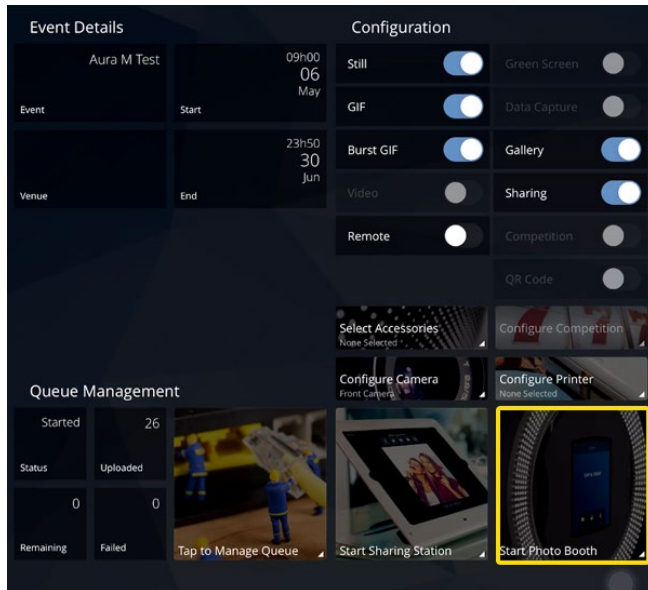 Event Details
Aura M Test
Event
09h00
06
May
Start
Venue
23h50
30
Jun
End
Configuration
Still
Green Screen
GIF
Data Capture
Burst GIF
Gallery
Video
Sharing
Remote
Competition
QR Code
Select Accessories
None Selected
Configure Competition
Configure Camera
Front Camera
Configure Printer
None Selected
Queue Management
Started
Status
26
Uploaded
0
Remaining
0
Failed
Tap to Manage Queue
Start Sharing Station
Start Photo Booth